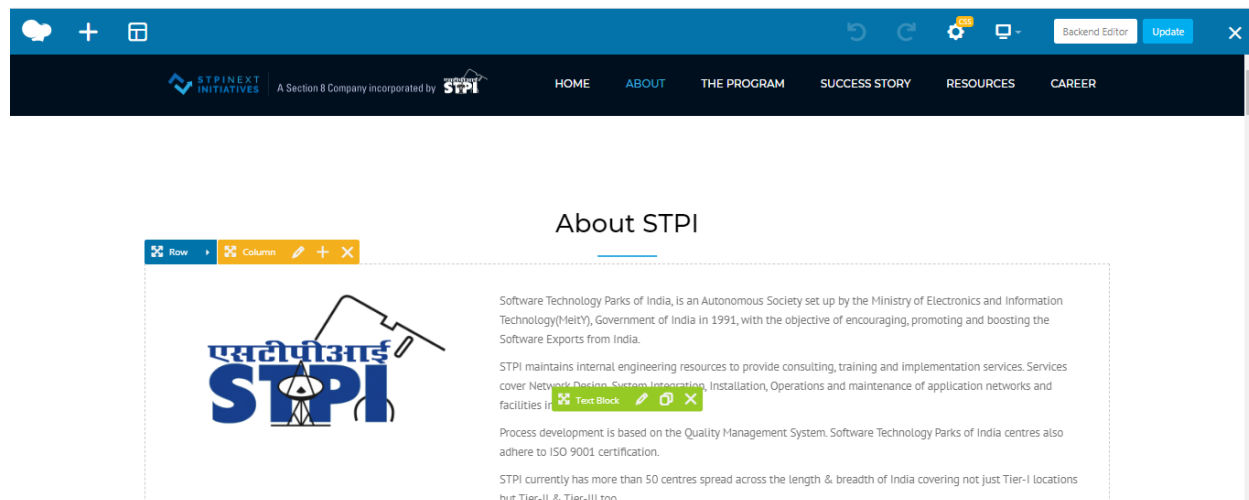 CSS
Backend Editor Update
STPINEXT
INITIATIVES
A Section 8 Company incorporated by
STPI
HOME ABOUT THE PROGRAM SUCCESS STORY RESOURCES CAREER
About STPI
Row Column
एसटीपीआई
STPI
Software Technology Parks of India, is an Autonomous Society set up by the Ministry of Electronics and Information
Technology(MeitY), Government of India in 1991, with the objective of encouraging, promoting and boosting the
Software Exports from India.
STPI maintains internal engineering resources to provide consulting, training and implementation services. Services
cover Network Design, System Integration, Installation, Operations and maintenance of application networks and
facilities in
Text Block
Process development is based on the Quality Management System. Software Technology Parks of India centres also
adhere to ISO 9001 certification.
STPI currently has more than 50 centres spread across the length & breadth of India covering not just Tier-I locations
but Tier-II & Tier-III too.